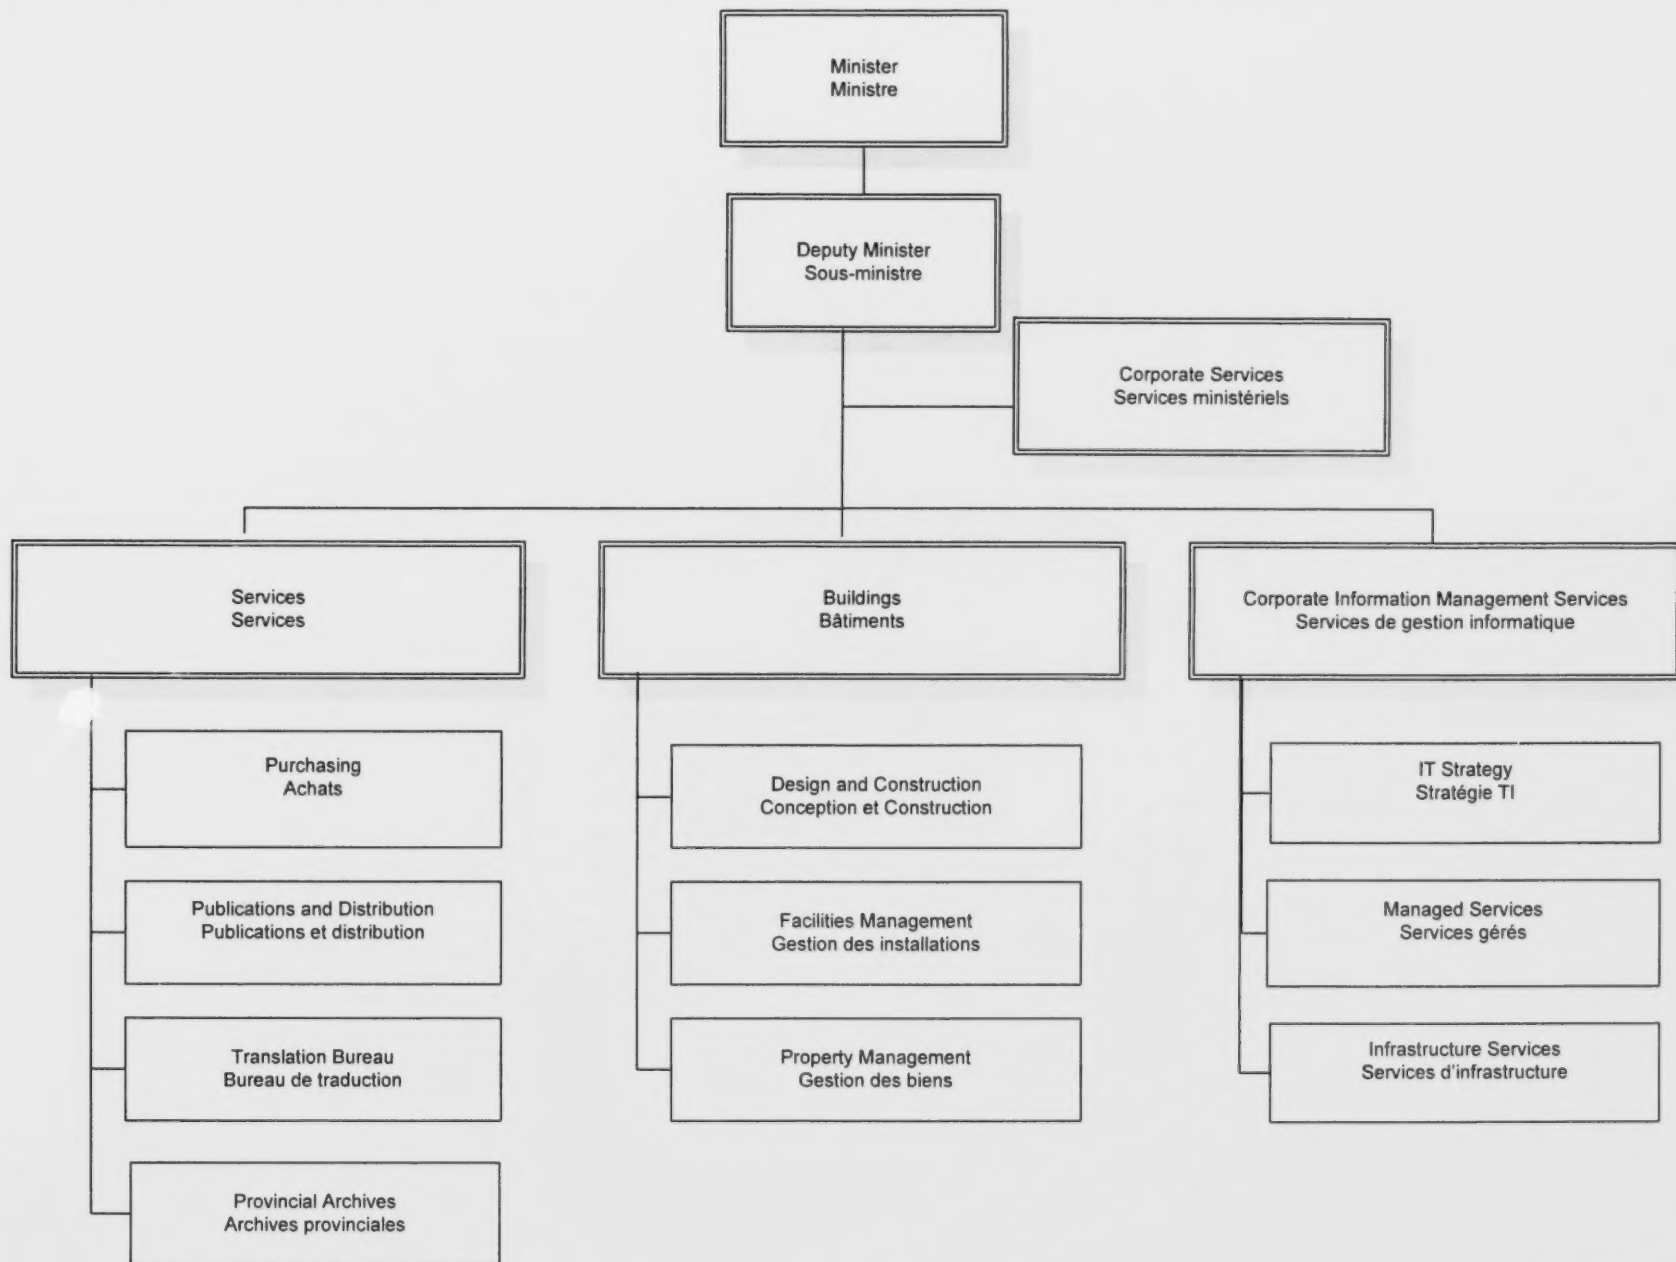 Minister
Ministre
Deputy Minister
Sous-ministre
Corporate Services
Services ministériels
Services
Services
Buildings
Bâtiments
Corporate Information Management Services
Services de gestion informatique
Purchasing
Achats
Publications and Distribution
Publications et distribution
Translation Bureau
Bureau de traduction
Provincial Archives
Archives provinciales
Design and Construction
Conception et Construction
Facilities Management
Gestion des installations
Property Management
Gestion des biens
IT Strategy
Stratégie TI
Managed Services
Services gérés
Infrastructure Services
Services d'infrastructure